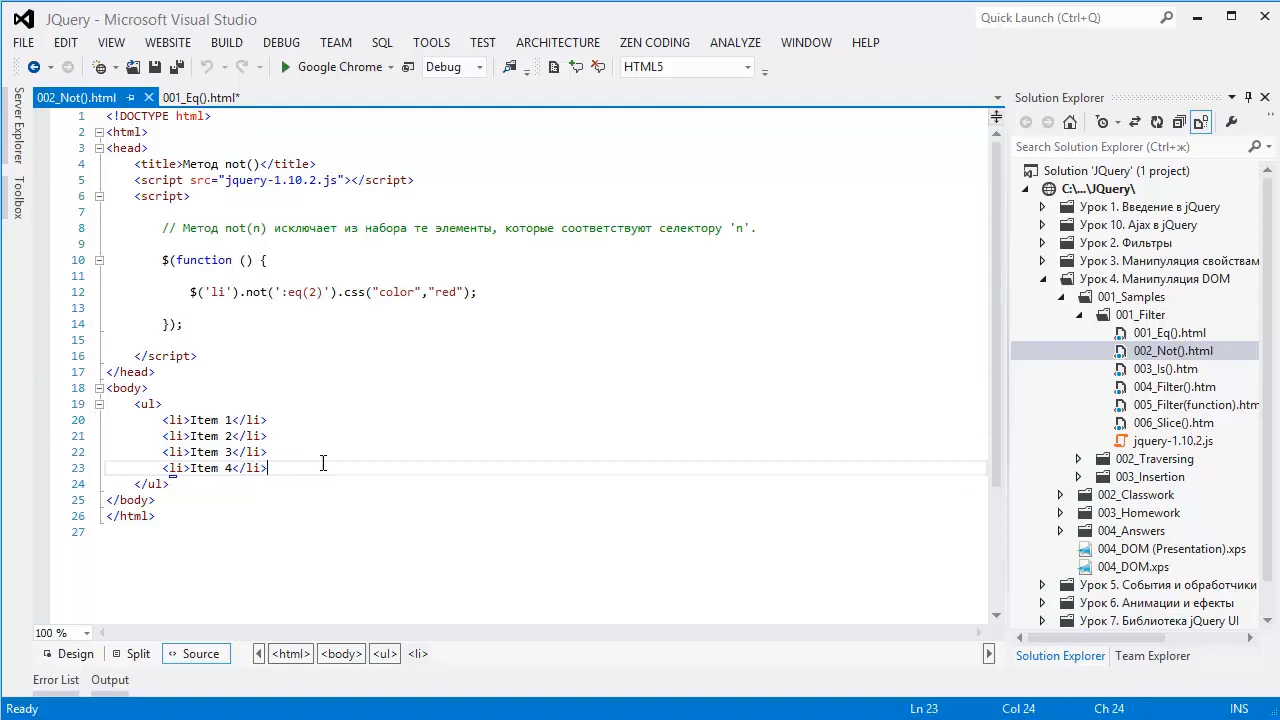 JQuery - Microsoft Visual Studio
Quick Launch (Ctrl+Q)
FILE EDIT VIEW WEBSITE BUILD DEBUG TEAM SQL TOOLS TEST ARCHITECTURE ZEN CODING ANALYZE WINDOW HELP
Google Chrome Debug HTML5
Server Explorer
Toolbox
002_Not().html 001_Eq().html*
1 <!DOCTYPE html>
2 <html>
3 <head>
4 <title>Метод not()</title>
5 <script src="jquery-1.10.2.js"></script>
6 <script>
7
8 // Метод not(n) исключает из набора те элементы, которые соответствуют селектору 'n'.
9
10 $(function () {
11
12 $('li').not(':eq(2)').css("color","red");
13
14 });
15
16 </script>
17 </head>
18 <body>
19 <ul>
20 <li>Item 1</li>
21 <li>Item 2</li>
22 <li>Item 3</li>
23 <li>Item 4</li>
24 </ul>
25 </body>
26 </html>
27
100 %
Design Split Source <html> <body> <ul> <li>
Error List Output
Solution Explorer
Search Solution Explorer (Ctrl+ж)
Solution 'JQuery' (1 project)
C:\...\JQuery\
Урок 1. Введение в jQuery
Урок 10. Ajax в jQuery
Урок 2. Фильтры
Урок 3. Манипуляция свойствам
Урок 4. Манипуляция DOM
001_Samples
001_Filter
001_Eq().html
002_Not().html
003_Is().htm
004_Filter().htm
005_Filter(function).htm
006_Slice().htm
jquery-1.10.2.js
002_Traversing
003_Insertion
002_Classwork
003_Homework
004_Answers
004_DOM (Presentation).xps
004_DOM.xps
Урок 5. События и обработчики
Урок 6. Анимации и ефекты
Урок 7. Библиотека jQuery UI
Solution Explorer Team Explorer
Ready Ln 23 Col 24 Ch 24 INS